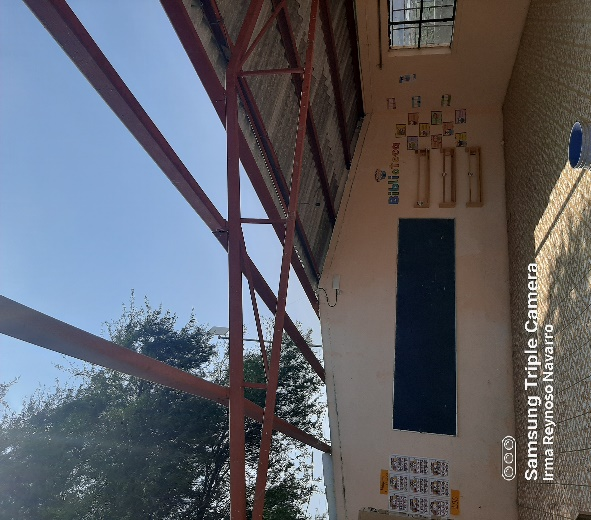 Biblioteca
Samsung Triple Camera
Irma Reynoso Navarro